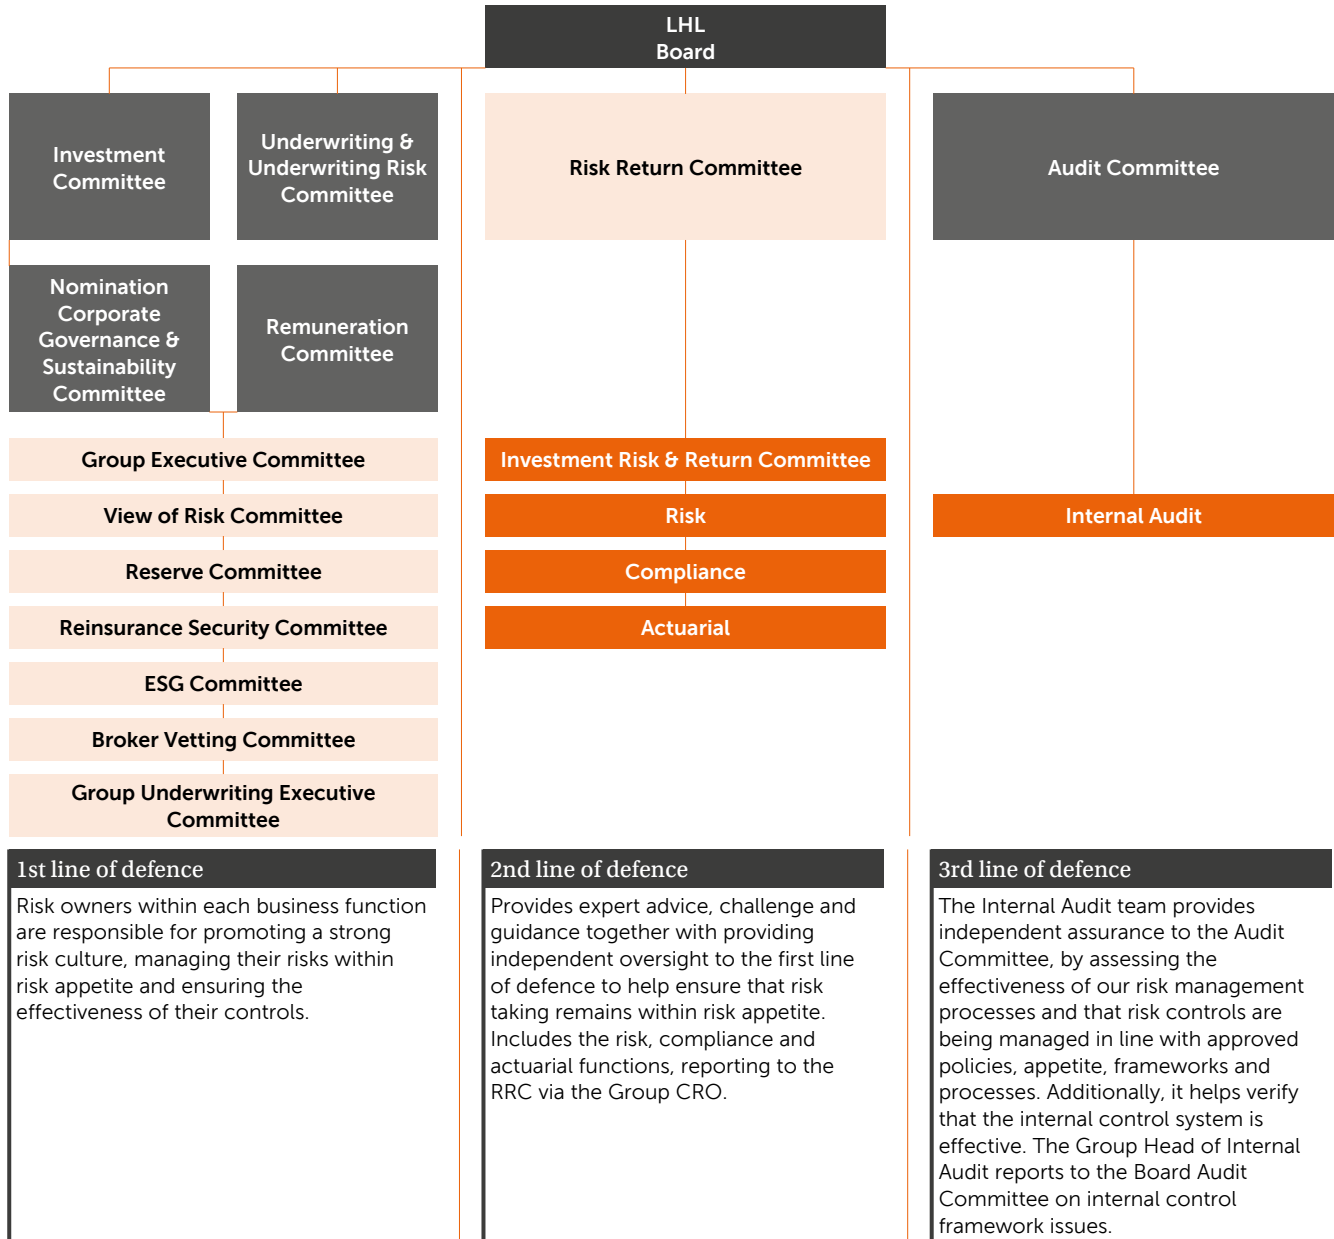 LHL
Board
Investment
Committee
Underwriting &
Underwriting Risk
Committee
Risk Return Committee
Audit Committee
Nomination
Corporate
Governance &
Sustainability
Committee
Remuneration
Committee
Group Executive Committee
View of Risk Committee
Reserve Committee
Reinsurance Security Committee
ESG Committee
Broker Vetting Committee
Group Underwriting Executive
Committee
Investment Risk & Return Committee
Risk
Compliance
Actuarial
Internal Audit
1st line of defence
Risk owners within each business function
are responsible for promoting a strong
risk culture, managing their risks within
risk appetite and ensuring the
effectiveness of their controls.
2nd line of defence
Provides expert advice, challenge and
guidance together with providing
independent oversight to the first line
of defence to help ensure that risk
taking remains within risk appetite.
Includes the risk, compliance and
actuarial functions, reporting to the
RRC via the Group CRO.
3rd line of defence
The Internal Audit team provides
independent assurance to the Audit
Committee, by assessing the
effectiveness of our risk management
processes and that risk controls are
being managed in line with approved
policies, appetite, frameworks and
processes. Additionally, it helps verify
that the internal control system is
effective. The Group Head of Internal
Audit reports to the Board Audit
Committee on internal control
framework issues.